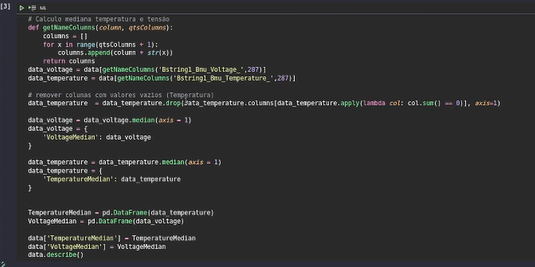 [3]
# Calculo mediana temperatura e tensão
def getNameColumns(column, qtsColumns):
    columns = []
    for x in range(qtsColumns + 1):
        columns.append(column + str(x))
    return columns
data_voltage = data[getNameColumns('Bstring1_Bmu_Voltage_',287)]
data_temperature = data[getNameColumns('Bstring1_Bmu_Temperature_',287)]
# remover colunas com valores vazios (Temperatura)
data_temperature = data_temperature.drop(data_temperature.columns[data_temperature.apply(lambda col: col.sum() == 0)], axis=1)
data_voltage = data_voltage.median(axis = 1)
data_voltage = {
    'VoltageMedian': data_voltage
}
data_temperature = data_temperature.median(axis = 1)
data_temperature = {
    'TemperatureMedian': data_temperature
}
TemperatureMedian = pd.DataFrame(data_temperature)
VoltageMedian = pd.DataFrame(data_voltage)
data['TemperatureMedian'] = TemperatureMedian
data['VoltageMedian'] = VoltageMedian
data.describe()